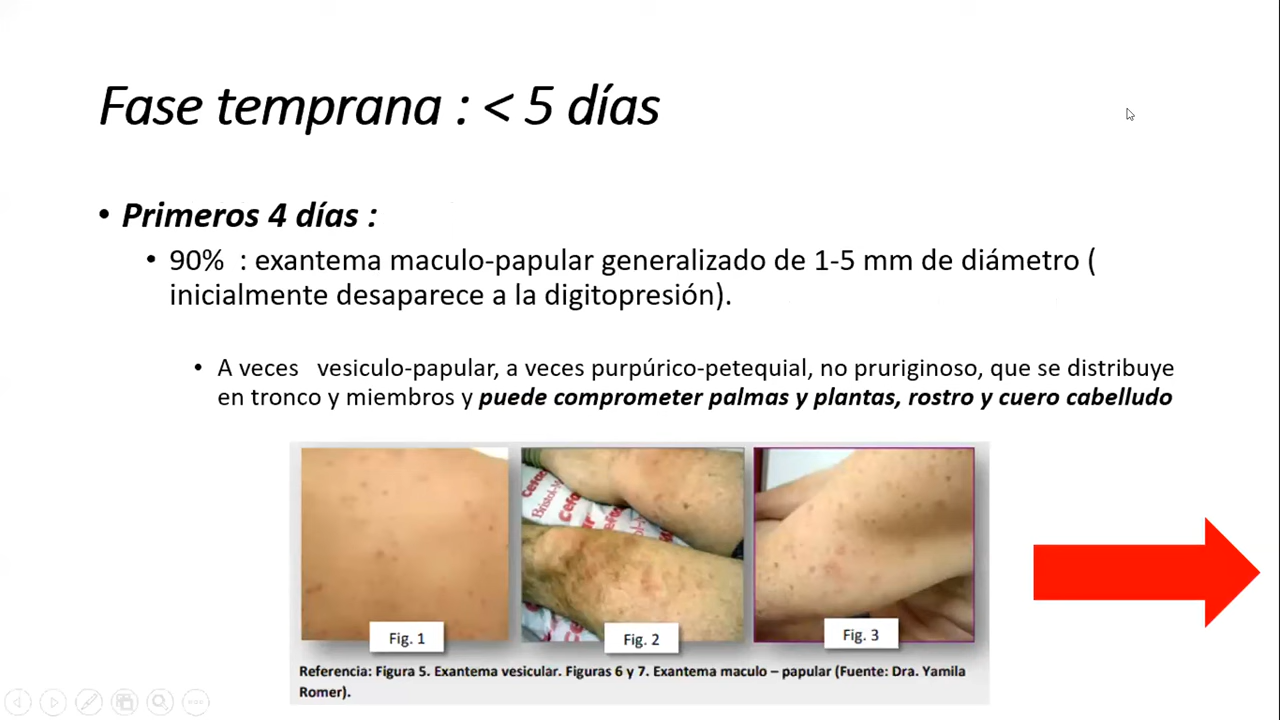 Fase temprana : < 5 días
• Primeros 4 días :
• 90%  : exantema maculo-papular generalizado de 1-5 mm de diámetro (
inicialmente desaparece a la digitopresión).
• A veces   vesiculo-papular, a veces purpúrico-petequial, no pruriginoso, que se distribuye
en tronco y miembros y puede comprometer palmas y plantas, rostro y cuero cabelludo
Cefac
Bristol-M
Fig. 1
Fig. 2
Fig. 3
Referencia: Figura 5. Exantema vesicular. Figuras 6 y 7. Exantema maculo – papular (Fuente: Dra. Yamila
Romer).